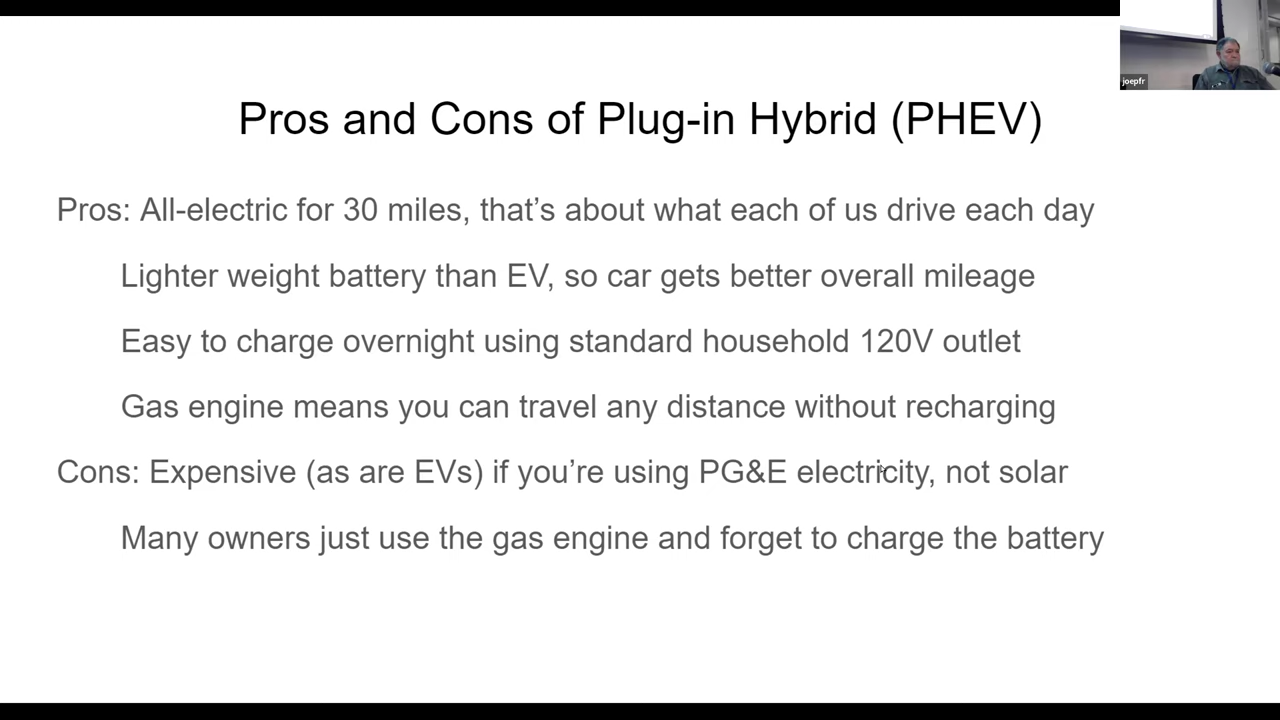 joepfr
Pros and Cons of Plug-in Hybrid (PHEV)
Pros: All-electric for 30 miles, that’s about what each of us drive each day
Lighter weight battery than EV, so car gets better overall mileage
Easy to charge overnight using standard household 120V outlet
Gas engine means you can travel any distance without recharging
Cons: Expensive (as are EVs) if you’re using PG&E electricity, not solar
Many owners just use the gas engine and forget to charge the battery